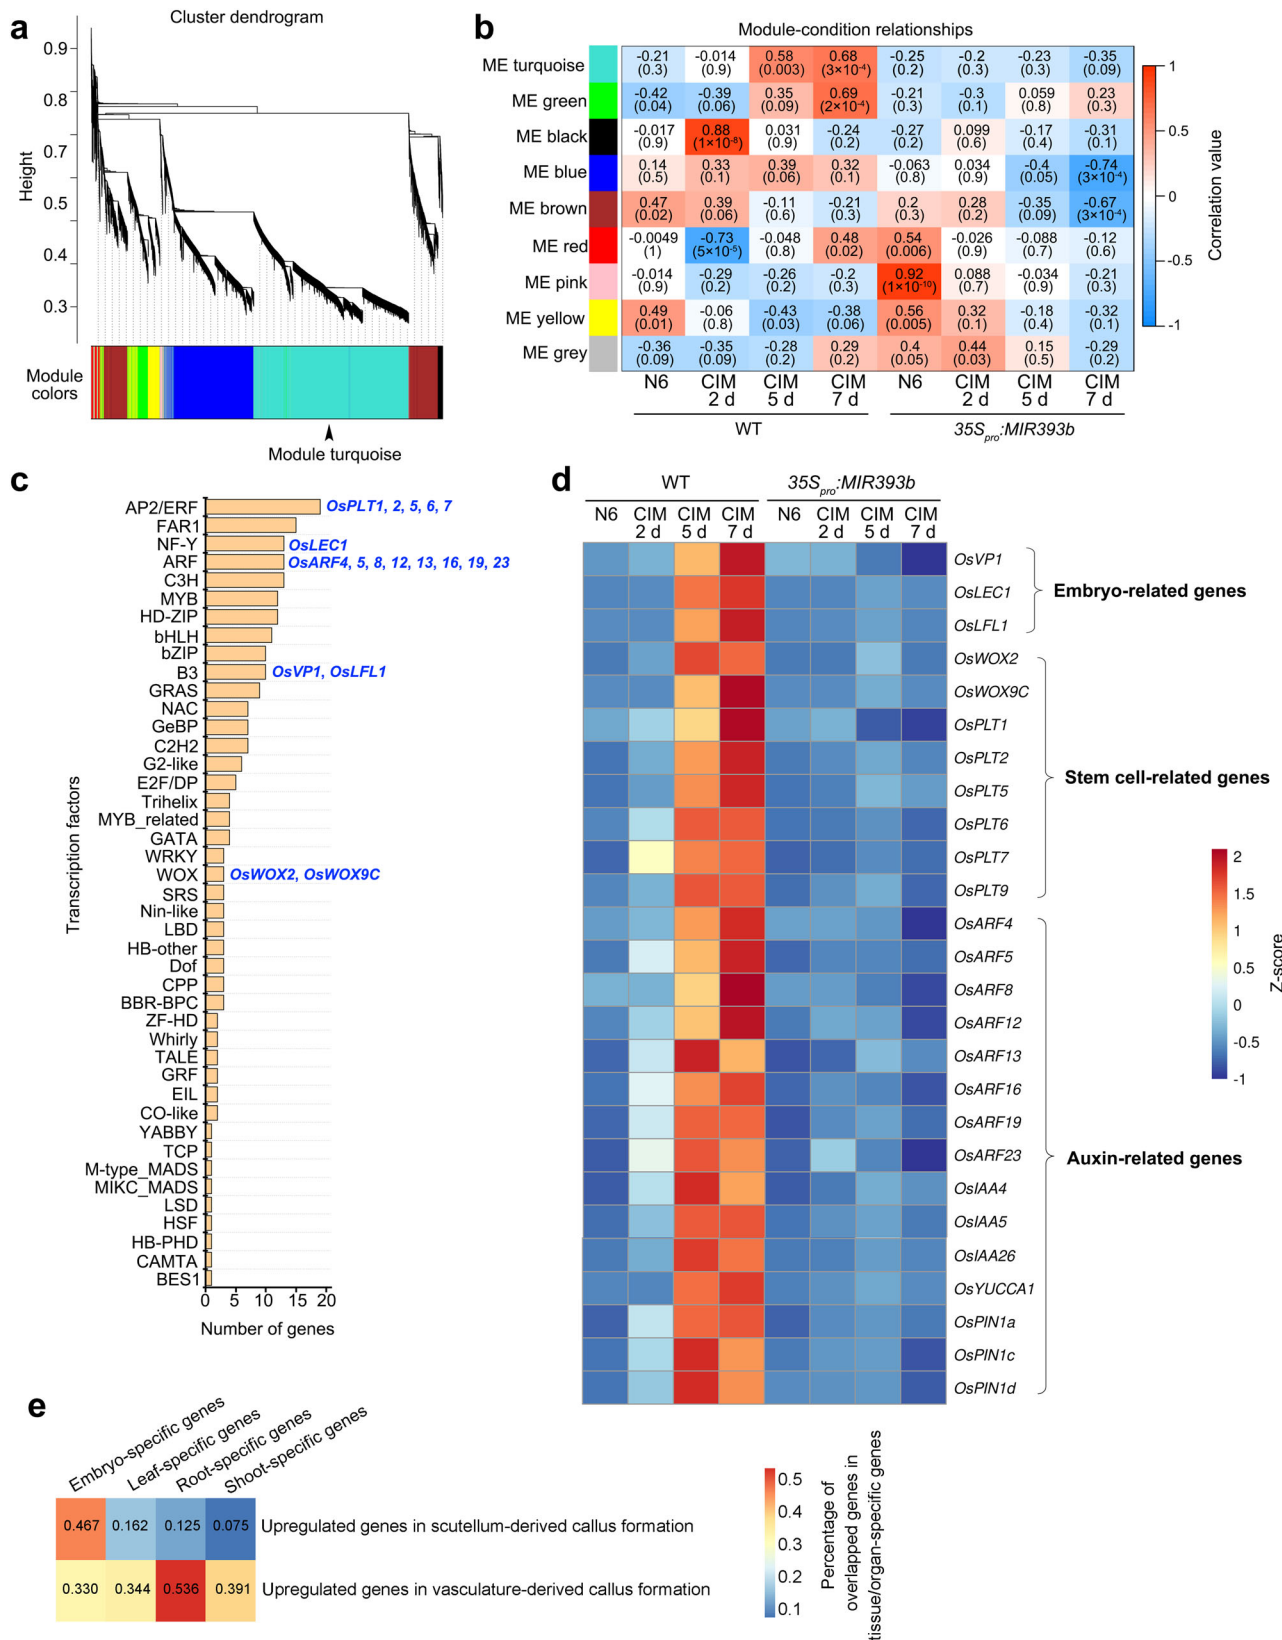 a
Cluster dendrogram
Height
0.9
0.8
0.7
0.5
0.4
0.3
Module colors
Module turquoise
b
Module-condition relationships
ME turquoise -0.21 (0.3) -0.014 (0.9) 0.58 (0.003) 0.68 (3×10⁻⁴) -0.25 (0.2) -0.2 (0.3) -0.23 (0.3) -0.35 (0.09)
ME green -0.42 (0.04) -0.39 (0.06) 0.35 (0.09) 0.69 (2×10⁻⁴) -0.21 (0.3) -0.3 (0.1) 0.059 (0.8) 0.23 (0.3)
ME black -0.017 (0.9) 0.88 (1×10⁻⁸) 0.031 (0.9) -0.24 (0.2) -0.27 (0.2) 0.099 (0.6) -0.17 (0.4) -0.31 (0.1)
ME blue 0.14 (0.5) 0.33 (0.1) 0.39 (0.06) 0.32 (0.1) -0.063 (0.8) 0.034 (0.9) -0.4 (0.05) -0.74 (3×10⁻⁴)
ME brown 0.47 (0.02) 0.39 (0.06) -0.11 (0.6) -0.21 (0.3) 0.2 (0.3) 0.28 (0.2) -0.35 (0.09) -0.67 (3×10⁻⁴)
ME red -0.0049 (1) -0.73 (5×10⁻⁵) -0.048 (0.8) 0.48 (0.02) 0.54 (0.006) -0.026 (0.9) -0.088 (0.7) -0.12 (0.6)
ME pink -0.014 (0.9) -0.29 (0.2) -0.26 (0.2) -0.2 (0.3) 0.92 (1×10⁻¹⁰) 0.088 (0.7) -0.034 (0.9) -0.21 (0.3)
ME yellow 0.49 (0.01) -0.06 (0.8) -0.43 (0.03) -0.38 (0.06) 0.56 (0.005) 0.32 (0.1) -0.18 (0.4) -0.32 (0.1)
ME grey -0.36 (0.09) -0.35 (0.09) -0.28 (0.2) 0.29 (0.2) 0.4 (0.05) 0.44 (0.03) 0.15 (0.5) -0.29 (0.2)
N6 CIM 2 d CIM 5 d CIM 7 d N6 CIM 2 d CIM 5 d CIM 7 d
WT 35Spro:MIR393b
1
0.5
0
-0.5
-1
Correlation value
c
Transcription factors
AP2/ERF OsPLT1, 2, 5, 6, 7
FAR1
NF-Y OsLEC1
ARF OsARF4, 5, 8, 12, 13, 16, 19, 23
C3H
MYB
HD-ZIP
bHLH
bZIP
B3 OsVP1, OsLFL1
GRAS
NAC
GeBP
C2H2
G2-like
E2F/DP
Trihelix
MYB_related
GATA
WRKY
WOX OsWOX2, OsWOX9C
SRS
Nin-like
LBD
HB-other
Dof
CPP
BBR-BPC
ZF-HD
Whirly
TALE
GRF
EIL
CO-like
YABBY
TCP
M-type_MADS
MIKC_MADS
LSD
HSF
HB-PHD
CAMTA
BES1
0 5 10 15 20
Number of genes
d
WT 35Spro:MIR393b
N6 CIM 2 d CIM 5 d CIM 7 d N6 CIM 2 d CIM 5 d CIM 7 d
OsVP1
OsLEC1
OsLFL1
Embryo-related genes
OsWOX2
OsWOX9C
OsPLT1
OsPLT2
OsPLT5
OsPLT6
OsPLT7
OsPLT9
Stem cell-related genes
OsARF4
OsARF5
OsARF8
OsARF12
OsARF13
OsARF16
OsARF19
OsARF23
OsIAA4
OsIAA5
OsIAA26
OsYUCCA1
OsPIN1a
OsPIN1c
OsPIN1d
Auxin-related genes
2
1.5
1
0.5
0
-0.5
-1
Z-score
e
Embryo-specific genes
Leaf-specific genes
Root-specific genes
Shoot-specific genes
0.467 0.162 0.125 0.075 Upregulated genes in scutellum-derived callus formation
0.330 0.344 0.536 0.391 Upregulated genes in vasculature-derived callus formation
0.5
0.4
0.3
0.2
0.1
Percentage of
overlapped genes in
tissue/organ-specific genes